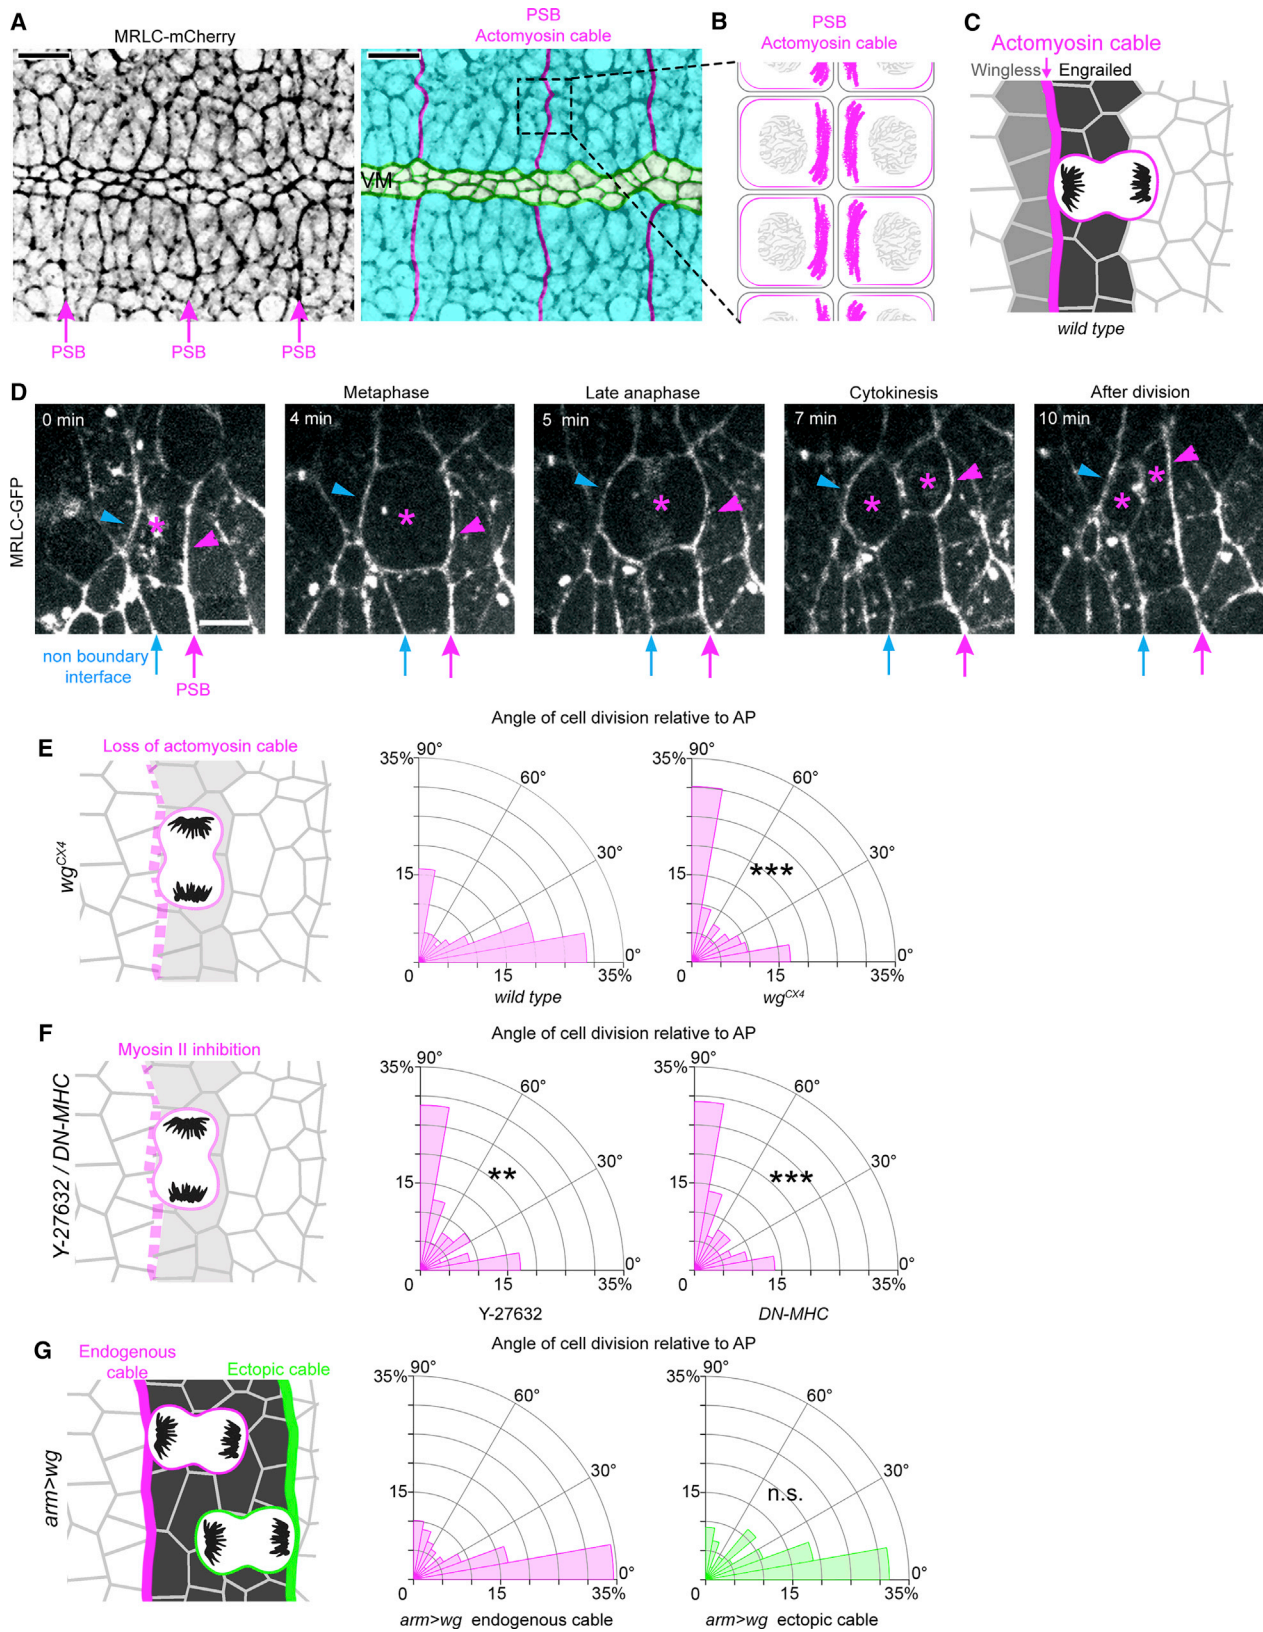 A
MRLC-mCherry
PSB
Actomyosin cable
VM
PSB
PSB
PSB
B
PSB
Actomyosin cable
C
Actomyosin cable
Wingless
Engrailed
wild type
D
Metaphase
Late anaphase
Cytokinesis
After division
MRLC-GFP
0 min
4 min
5 min
7 min
10 min
non boundary
interface
PSB
E
Loss of actomyosin cable
wgCX4
Angle of cell division relative to AP
35%
90°
60°
30°
15
0°
0
15
35%
wild type
35%
90°
60°
***
30°
15
0°
0
15
35%
wgCX4
F
Myosin II inhibition
Y-27632 / DN-MHC
Angle of cell division relative to AP
35%
90°
60°
**
30°
15
0°
0
15
35%
Y-27632
35%
90°
60°
***
30°
15
0°
0
15
35%
DN-MHC
G
Endogenous
cable
Ectopic cable
arm>wg
Angle of cell division relative to AP
35%
90°
60°
30°
15
0°
0
15
35%
arm>wg endogenous cable
35%
90°
60°
n.s.
30°
15
0°
0
18
35%
arm>wg ectopic cable